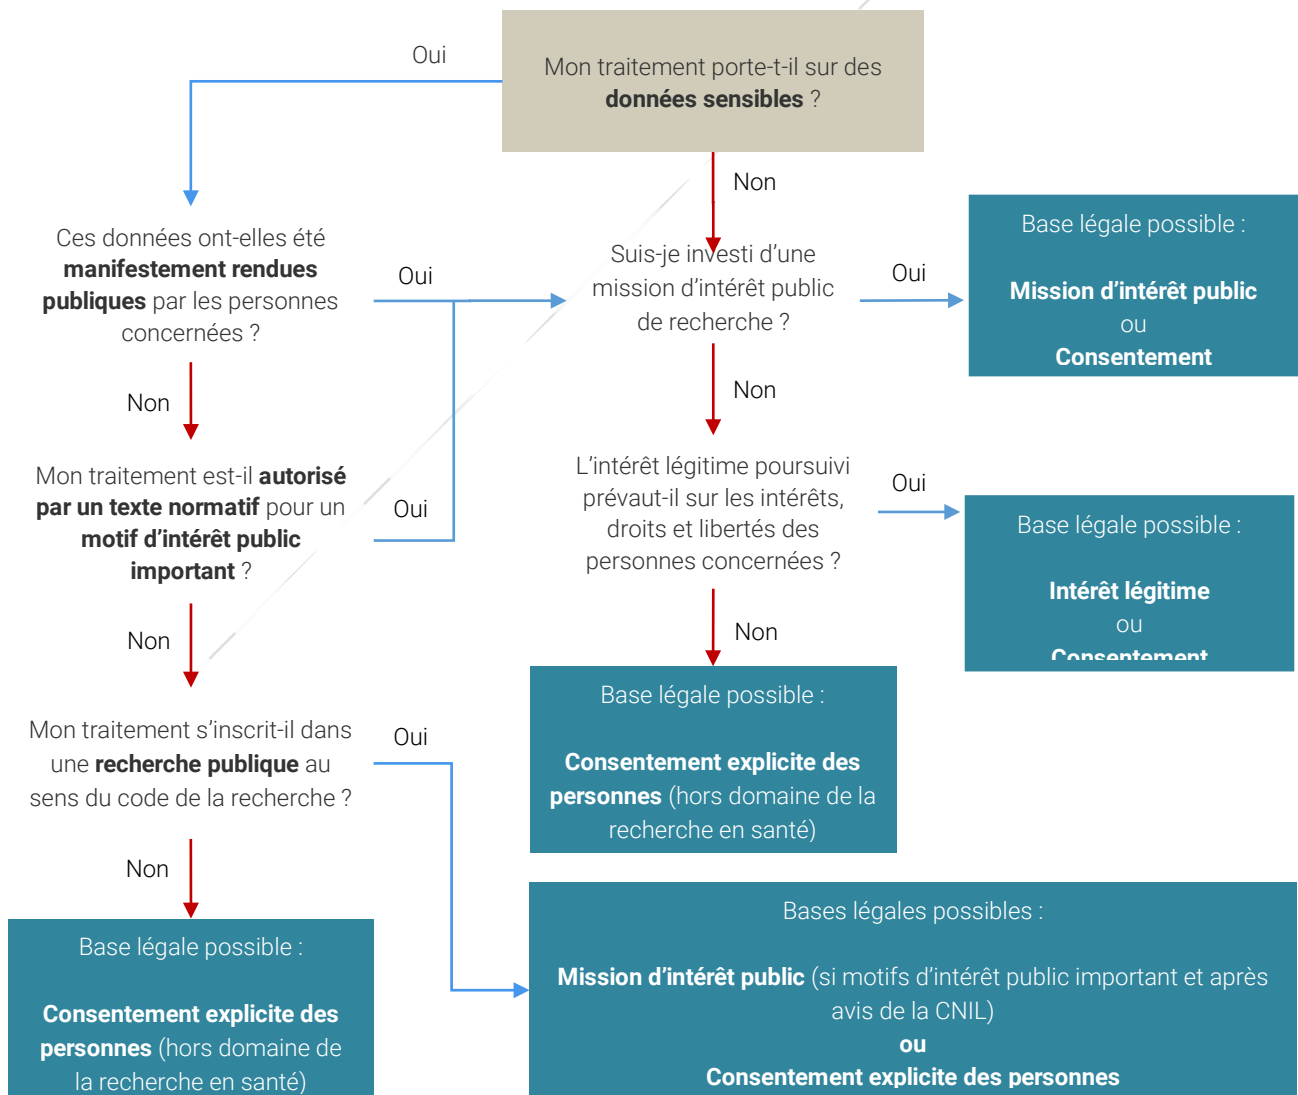 Oui
Mon traitement porte-t-il sur des
données sensibles ?
Non
Ces données ont-elles été
manifestement rendues
publiques par les personnes
concernées ?
Oui
Suis-je investi d’une
mission d’intérêt public
de recherche ?
Oui
Base légale possible :
Mission d’intérêt public
ou
Consentement
Non
Non
Mon traitement est-il autorisé
par un texte normatif pour un
motif d’intérêt public
important ?
Oui
L’intérêt légitime poursuivi
prévaut-il sur les intérêts,
droits et libertés des
personnes concernées ?
Oui
Base légale possible :
Intérêt légitime
ou
Consentement
Non
Non
Base légale possible :
Consentement explicite des
personnes (hors domaine de la
recherche en santé)
Mon traitement s’inscrit-il dans
une recherche publique au
sens du code de la recherche ?
Oui
Non
Base légale possible :
Consentement explicite des
personnes (hors domaine de
la recherche en santé)
Bases légales possibles :
Mission d’intérêt public (si motifs d’intérêt public important et après
avis de la CNIL)
ou
Consentement explicite des personnes